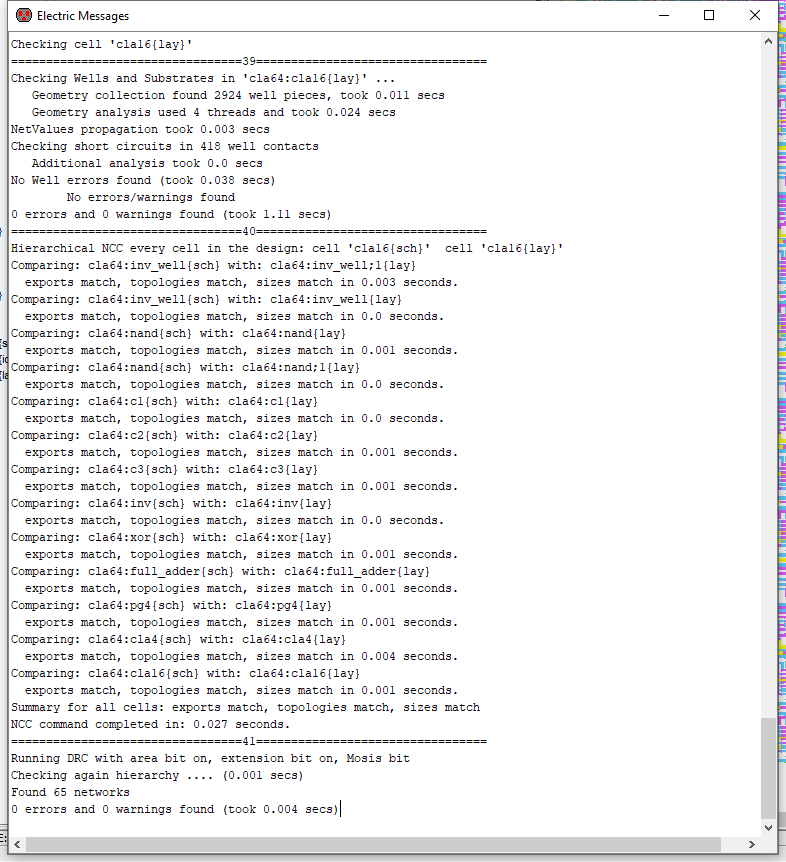 Electric Messages
Checking cell 'cla16{lay}'
=================================39=================================
Checking Wells and Substrates in 'cla64:cla16{lay}' ...
   Geometry collection found 2924 well pieces, took 0.011 secs
   Geometry analysis used 4 threads and took 0.024 secs
NetValues propagation took 0.003 secs
Checking short circuits in 418 well contacts
   Additional analysis took 0.0 secs
No Well errors found (took 0.038 secs)
        No errors/warnings found
0 errors and 0 warnings found (took 1.11 secs)
=================================40=================================
Hierarchical NCC every cell in the design: cell 'cla16{sch}'  cell 'cla16{lay}'
Comparing: cla64:inv_well{sch} with: cla64:inv_well;1{lay}
  exports match, topologies match, sizes match in 0.003 seconds.
Comparing: cla64:inv_well{sch} with: cla64:inv_well{lay}
  exports match, topologies match, sizes match in 0.0 seconds.
Comparing: cla64:nand{sch} with: cla64:nand{lay}
  exports match, topologies match, sizes match in 0.001 seconds.
Comparing: cla64:nand{sch} with: cla64:nand;1{lay}
  exports match, topologies match, sizes match in 0.0 seconds.
Comparing: cla64:c1{sch} with: cla64:c1{lay}
  exports match, topologies match, sizes match in 0.0 seconds.
Comparing: cla64:c2{sch} with: cla64:c2{lay}
  exports match, topologies match, sizes match in 0.001 seconds.
Comparing: cla64:c3{sch} with: cla64:c3{lay}
  exports match, topologies match, sizes match in 0.001 seconds.
Comparing: cla64:inv{sch} with: cla64:inv{lay}
  exports match, topologies match, sizes match in 0.0 seconds.
Comparing: cla64:xor{sch} with: cla64:xor{lay}
  exports match, topologies match, sizes match in 0.001 seconds.
Comparing: cla64:full_adder{sch} with: cla64:full_adder{lay}
  exports match, topologies match, sizes match in 0.001 seconds.
Comparing: cla64:pg4{sch} with: cla64:pg4{lay}
  exports match, topologies match, sizes match in 0.001 seconds.
Comparing: cla64:cla4{sch} with: cla64:cla4{lay}
  exports match, topologies match, sizes match in 0.004 seconds.
Comparing: cla64:cla16{sch} with: cla64:cla16{lay}
  exports match, topologies match, sizes match in 0.001 seconds.
Summary for all cells: exports match, topologies match, sizes match
NCC command completed in: 0.027 seconds.
=================================41=================================
Running DRC with area bit on, extension bit on, Mosis bit
Checking again hierarchy .... (0.001 secs)
Found 65 networks
0 errors and 0 warnings found (took 0.004 secs)